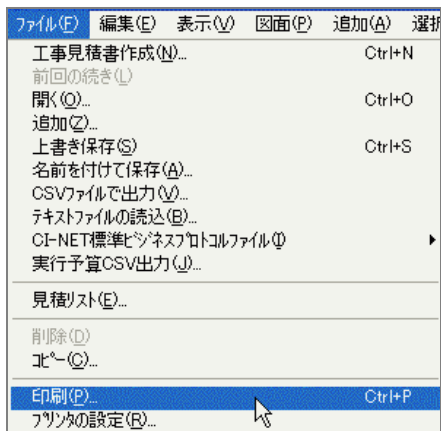 ファイル(F) 編集(E) 表示(V) 図面(P) 追加(A) 選択
工事見積書作成(N)... Ctrl+N
前回の続き(L)
開く(O)... Ctrl+O
追加(Z)...
上書き保存(S) Ctrl+S
名前を付けて保存(A)...
CSVファイルで出力(V)...
テキストファイルの読込(B)...
CI-NET標準ビジネスプロトコルファイル(I)
実行予算CSV出力(J)...
見積リスト(E)...
削除(D)
コピー(C)...
印刷(P)... Ctrl+P
プリンタの設定(R)...